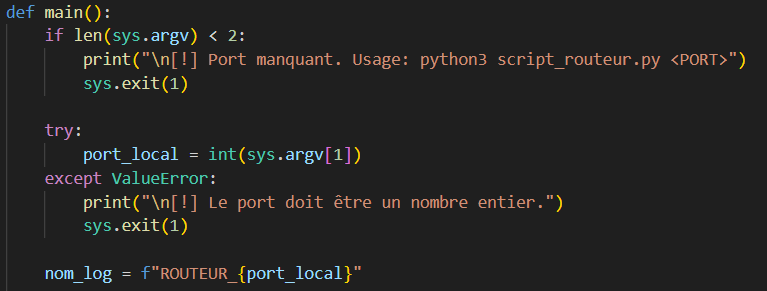 def main():
    if len(sys.argv) < 2:
        print("\n[!] Port manquant. Usage: python3 script_routeur.py <PORT>")
        sys.exit(1)

    try:
        port_local = int(sys.argv[1])
    except ValueError:
        print("\n[!] Le port doit être un nombre entier.")
        sys.exit(1)

    nom_log = f"ROUTEUR_{port_local}"